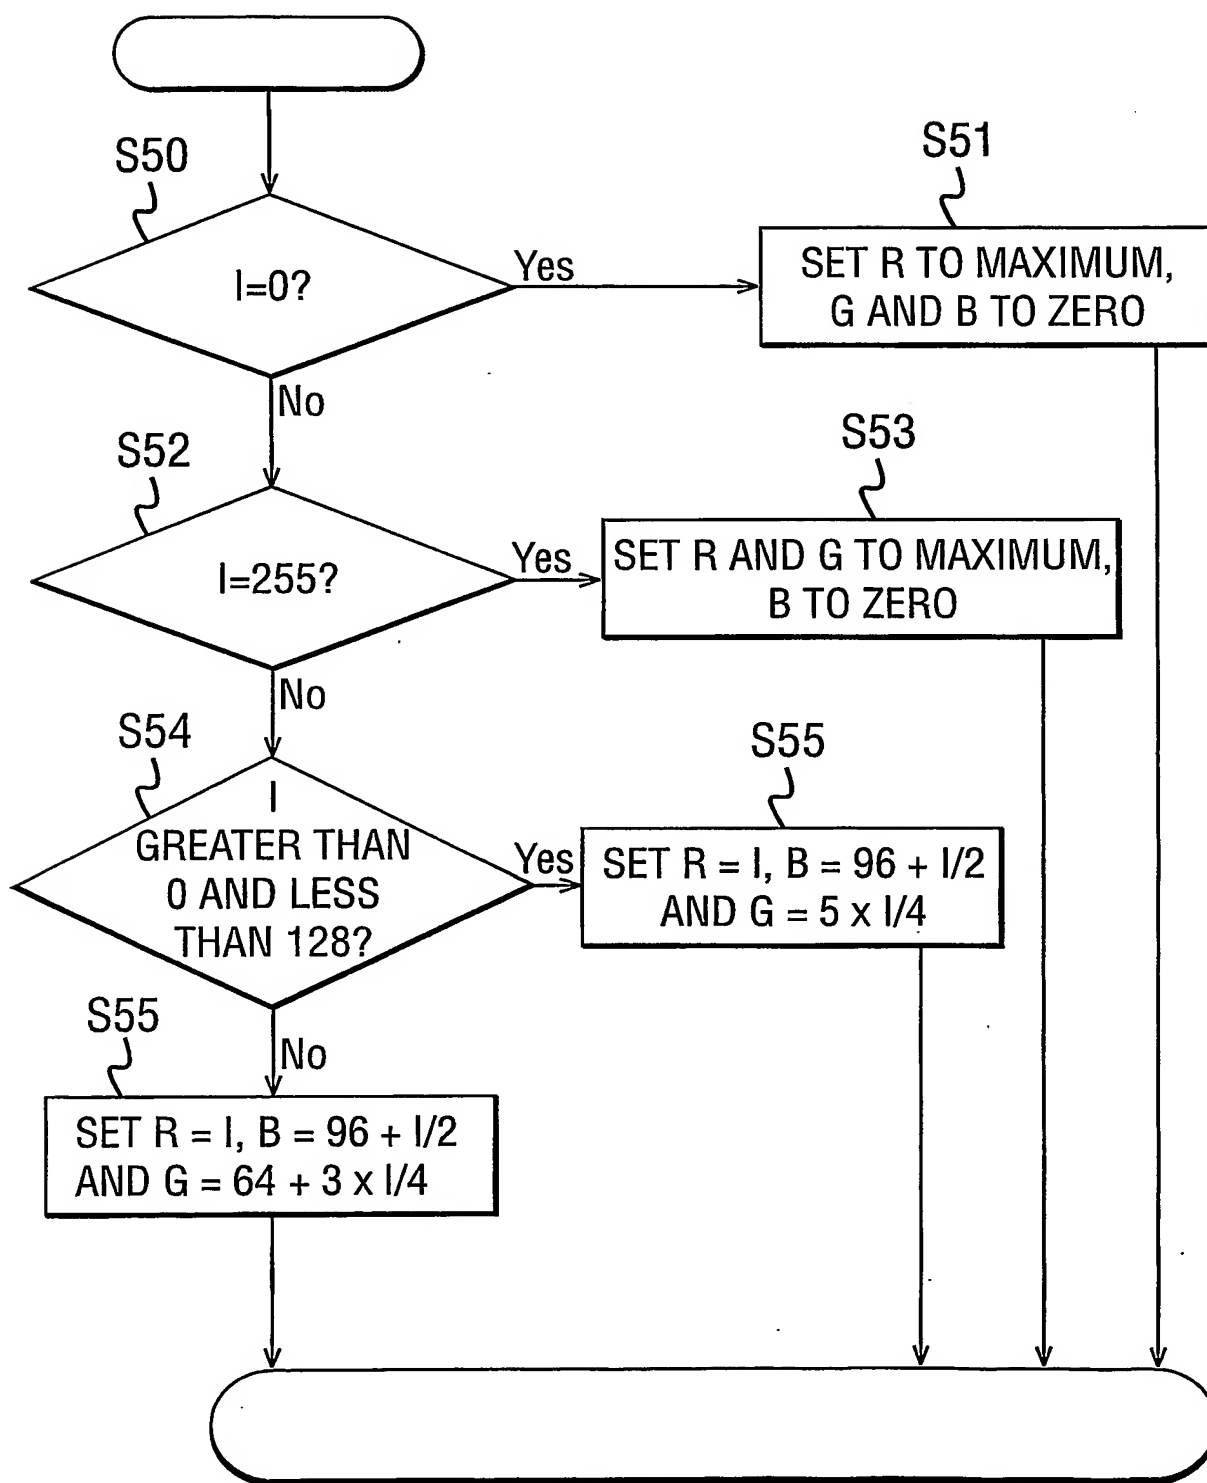 S50
I=0?
Yes
S51
SET R TO MAXIMUM,
G AND B TO ZERO
No
S52
I=255?
Yes
S53
SET R AND G TO MAXIMUM,
B TO ZERO
No
S54
I
GREATER THAN
0 AND LESS
THAN 128?
Yes
S55
SET R = I, B = 96 + I/2
AND G = 5 x I/4
No
S55
SET R = I, B = 96 + I/2
AND G = 64 + 3 x I/4